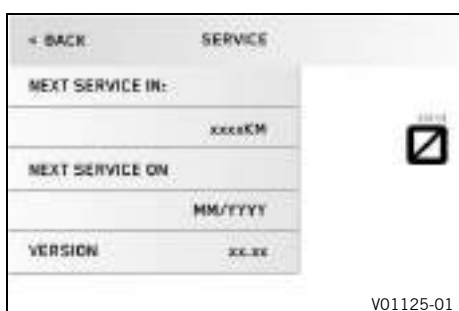 < BACK SERVICE
NEXT SERVICE IN:
xxxxKM
NEXT SERVICE ON
MM/YYYY
VERSION xx.xx
V01125-01